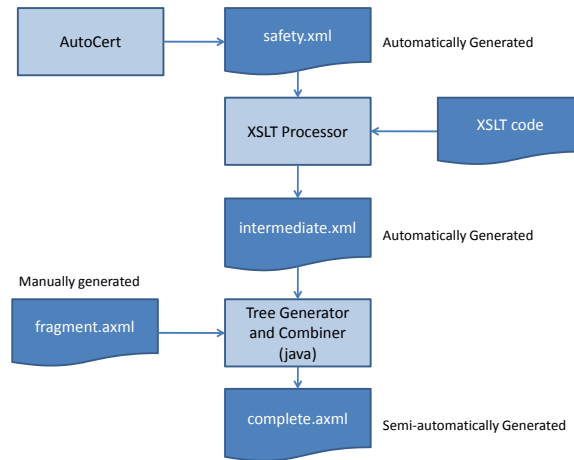 AutoCert
safety.xml
Automatically Generated
XSLT Processor
XSLT code
intermediate.xml
Automatically Generated
Manually generated
fragment.axml
Tree Generator
and Combiner
(java)
complete.axml
Semi-automatically Generated